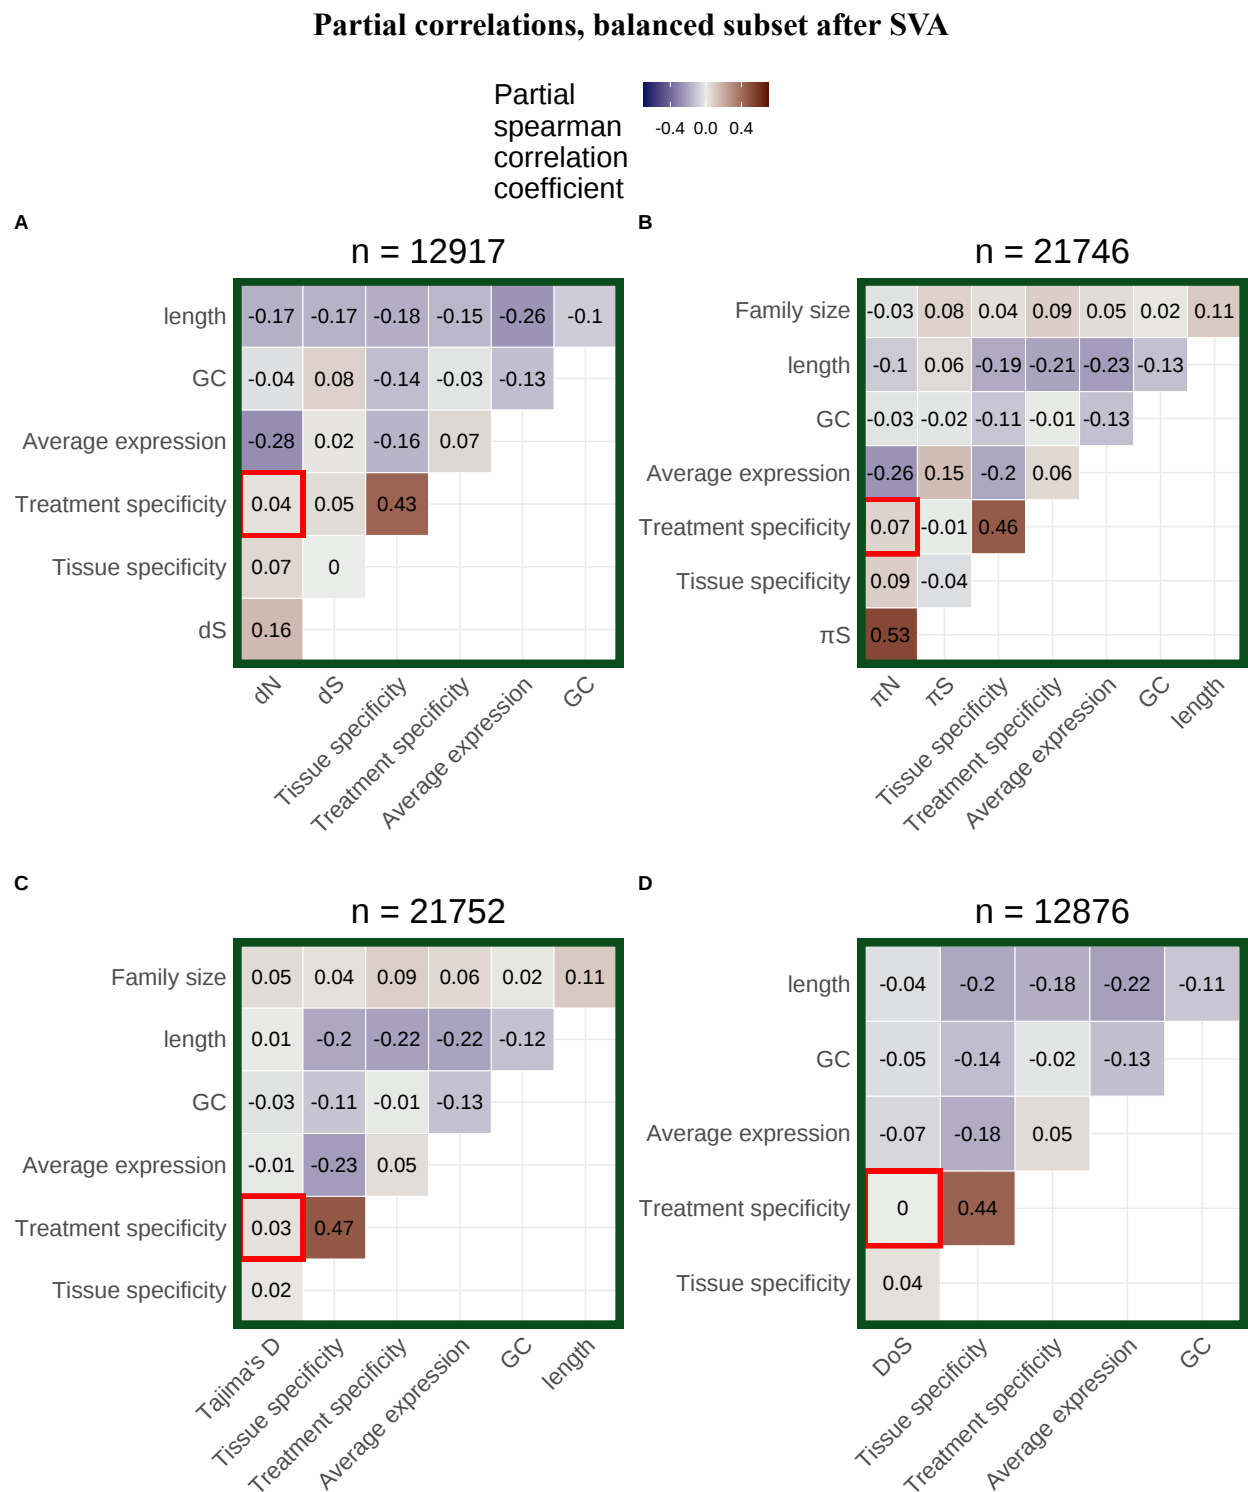 Partial correlations, balanced subset after SVA
Partial
spearman
correlation
coefficient
-0.4 0.0 0.4
A
n = 12917
length -0.17 -0.17 -0.18 -0.15 -0.26 -0.1
GC -0.04 0.08 -0.14 -0.03 -0.13
Average expression -0.28 0.02 -0.16 0.07
Treatment specificity 0.04 0.05 0.43
Tissue specificity 0.07 0
dS 0.16
dN dS Tissue specificity Treatment specificity Average expression GC
B
n = 21746
Family size -0.03 0.08 0.04 0.09 0.05 0.02 0.11
length -0.1 0.06 -0.19 -0.21 -0.23 -0.13
GC -0.03 -0.02 -0.11 -0.01 -0.13
Average expression -0.26 0.15 -0.2 0.06
Treatment specificity 0.07 -0.01 0.46
Tissue specificity 0.09 -0.04
πS 0.53
πN πS Tissue specificity Treatment specificity Average expression GC length
C
n = 21752
Family size 0.05 0.04 0.09 0.06 0.02 0.11
length 0.01 -0.2 -0.22 -0.22 -0.12
GC -0.03 -0.11 -0.01 -0.13
Average expression -0.01 -0.23 0.05
Treatment specificity 0.03 0.47
Tissue specificity 0.02
Tajima's D Tissue specificity Treatment specificity Average expression GC length
D
n = 12876
length -0.04 -0.2 -0.18 -0.22 -0.11
GC -0.05 -0.14 -0.02 -0.13
Average expression -0.07 -0.18 0.05
Treatment specificity 0 0.44
Tissue specificity 0.04
DoS Tissue specificity Treatment specificity Average expression GC